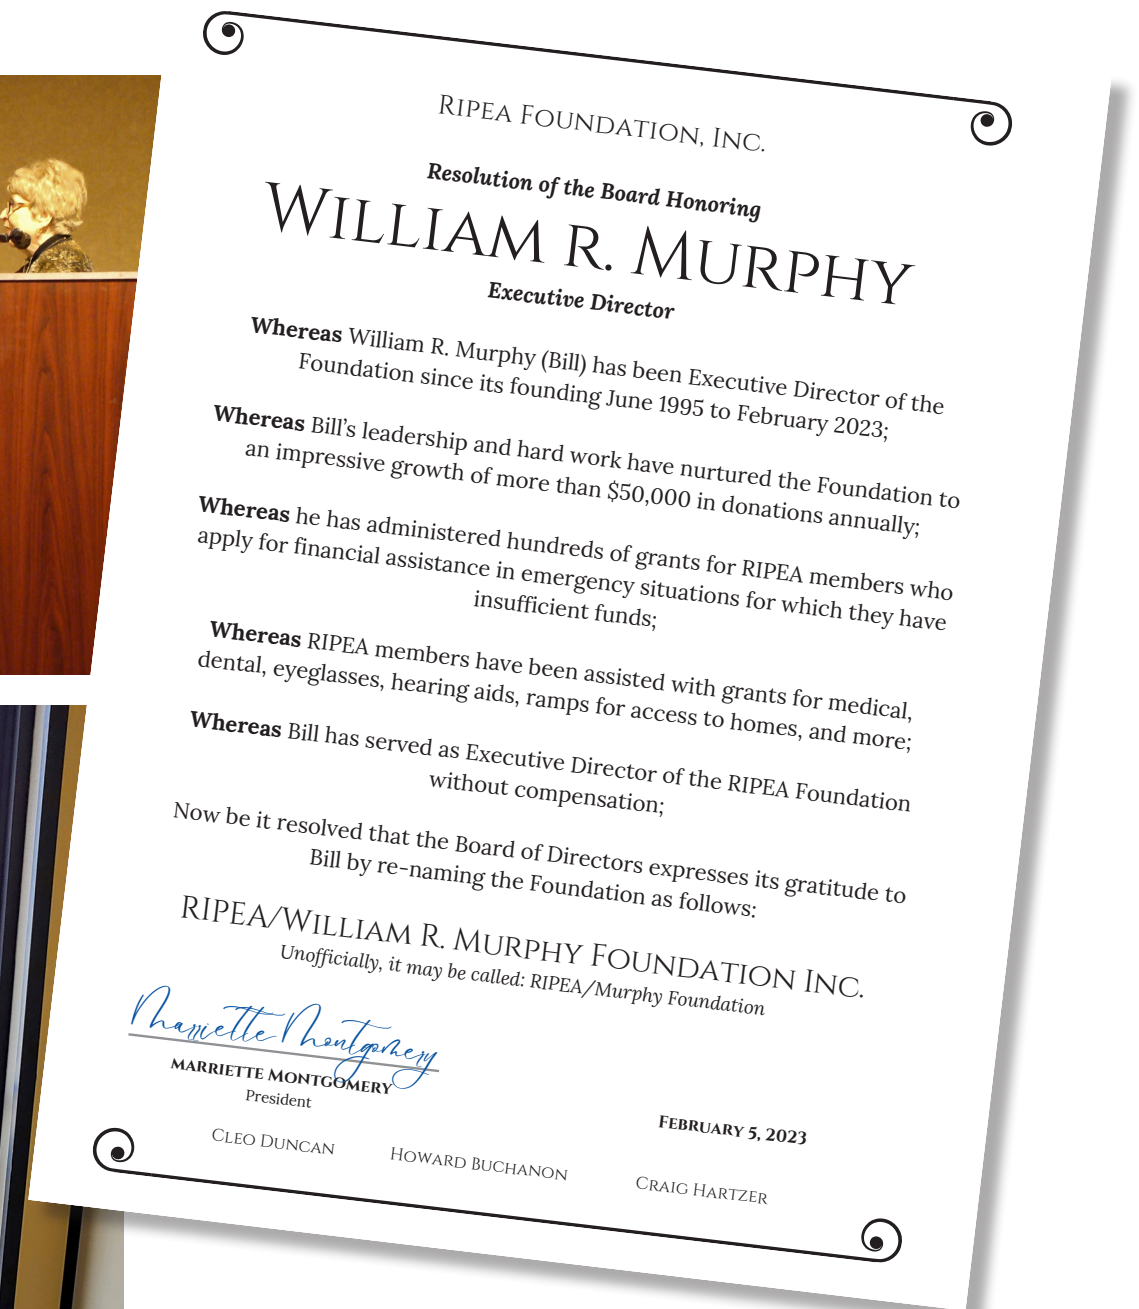 Ripea Foundation, Inc.
Resolution of the Board Honoring
William R. Murphy
Executive Director
Whereas William R. Murphy (Bill) has been Executive Director of the
Foundation since its founding June 1995 to February 2023;
Whereas Bill's leadership and hard work have nurtured the Foundation to
an impressive growth of more than $50,000 in donations annually;
Whereas he has administered hundreds of grants for RIPEA members who
apply for financial assistance in emergency situations for which they have
insufficient funds;
Whereas RIPEA members have been assisted with grants for medical,
dental, eyeglasses, hearing aids, ramps for access to homes, and more;
Whereas Bill has served as Executive Director of the RIPEA Foundation
without compensation;
Now be it resolved that the Board of Directors expresses its gratitude to
Bill by re-naming the Foundation as follows:
RIPEA/William R. Murphy Foundation Inc.
Unofficially, it may be called: RIPEA/Murphy Foundation
Marriette Montgomery
Marriette Montgomery
President
February 5, 2023
Cleo Duncan
Howard Buchanon
Craig Hartzer